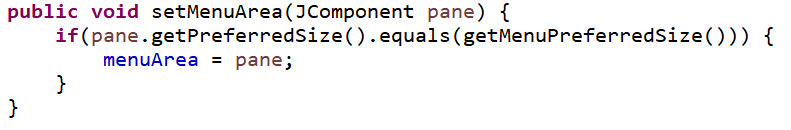 public void setMenuArea(JComponent pane) {
    if(pane.getPreferredSize().equals(getMenuPreferredSize())) {
        menuArea = pane;
    }
}